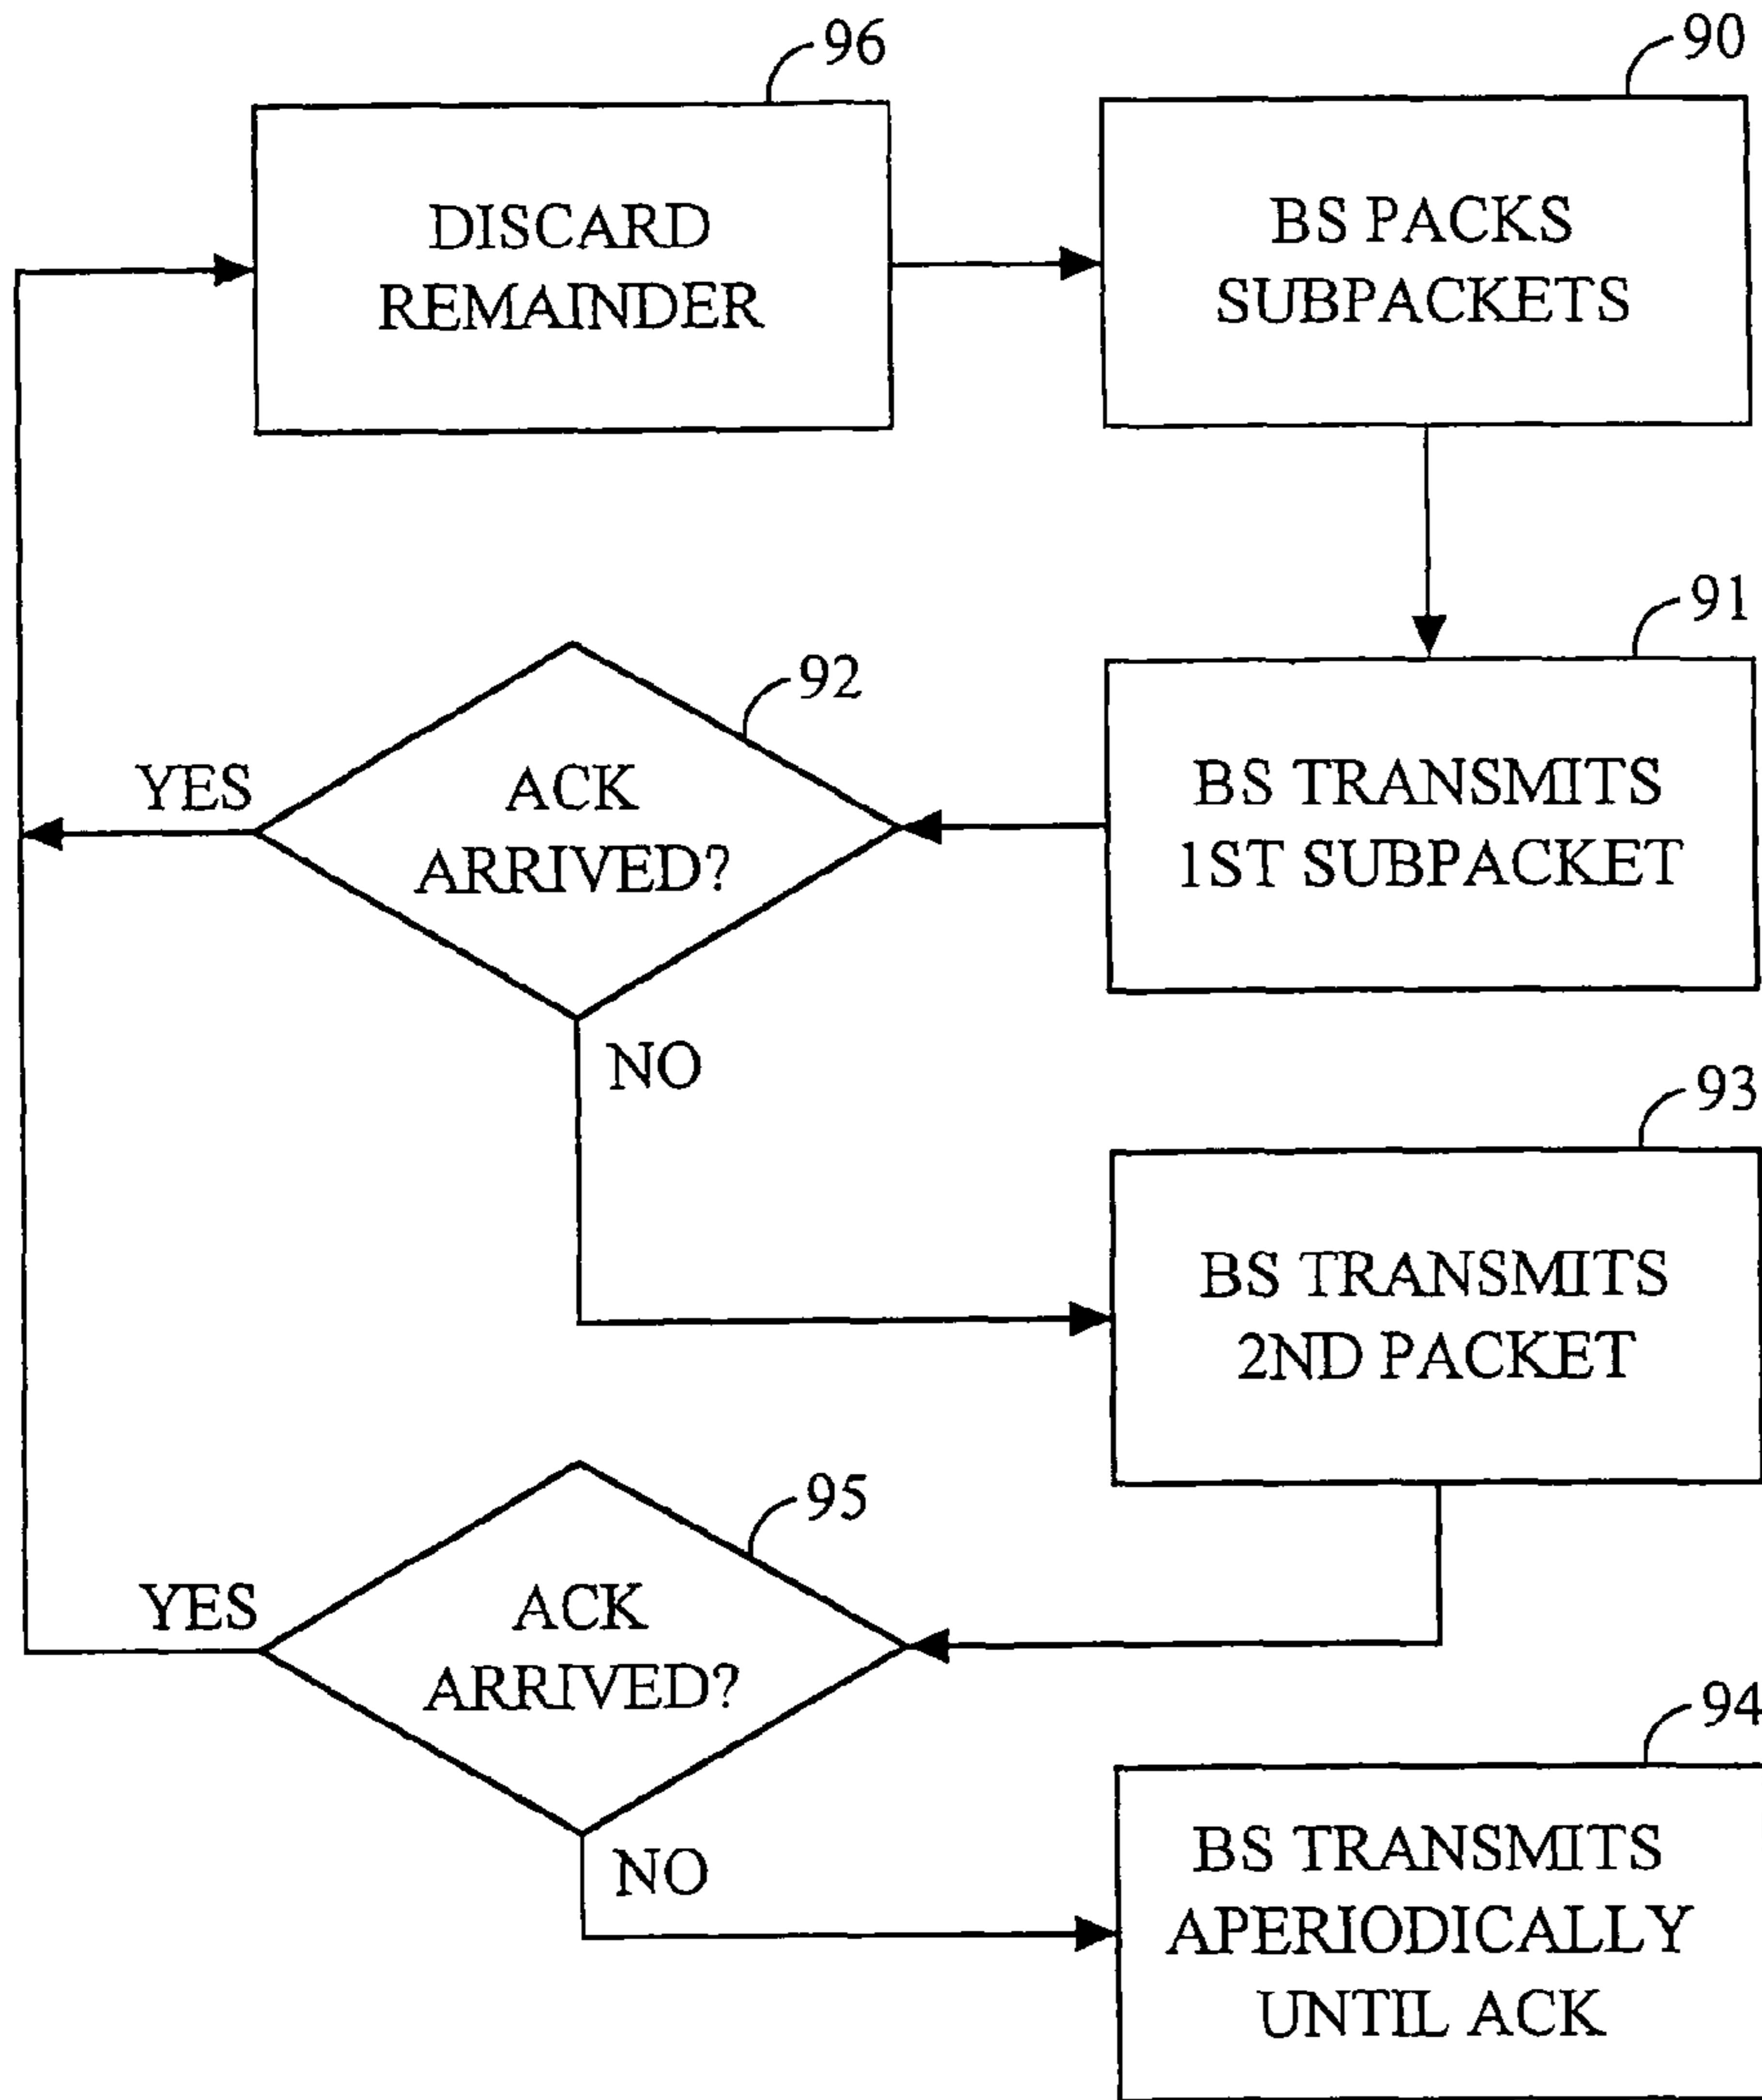 96
90
DISCARD
REMAINDER
BS PACKS
SUBPACKETS
91
92
YES
ACK
ARRIVED?
BS TRANSMITS
1ST SUBPACKET
NO
93
BS TRANSMITS
2ND PACKET
95
YES
ACK
ARRIVED?
94
NO
BS TRANSMITS
APERIODICALLY
UNTIL ACK